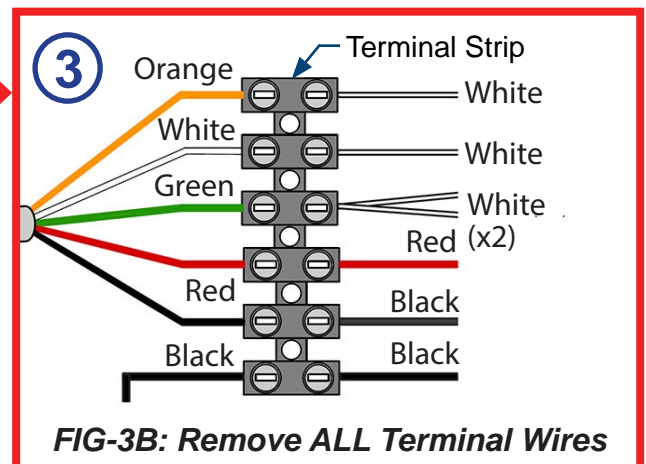 3
Terminal Strip
Orange
White
White
White
Green
White
(x2)
Red
Red
Black
Black
Black
FIG-3B: Remove ALL Terminal Wires